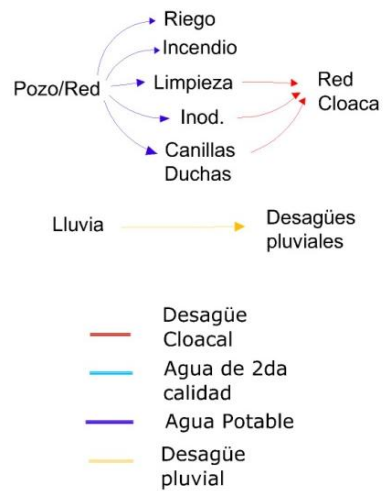 Riego
Incendio
Pozo/Red
Limpieza
Red
Cloaca
Inod.
Canillas
Duchas
Lluvia
Desagües
pluviales
Desagüe
Cloacal
Agua de 2da
calidad
Agua Potable
Desagüe
pluvial